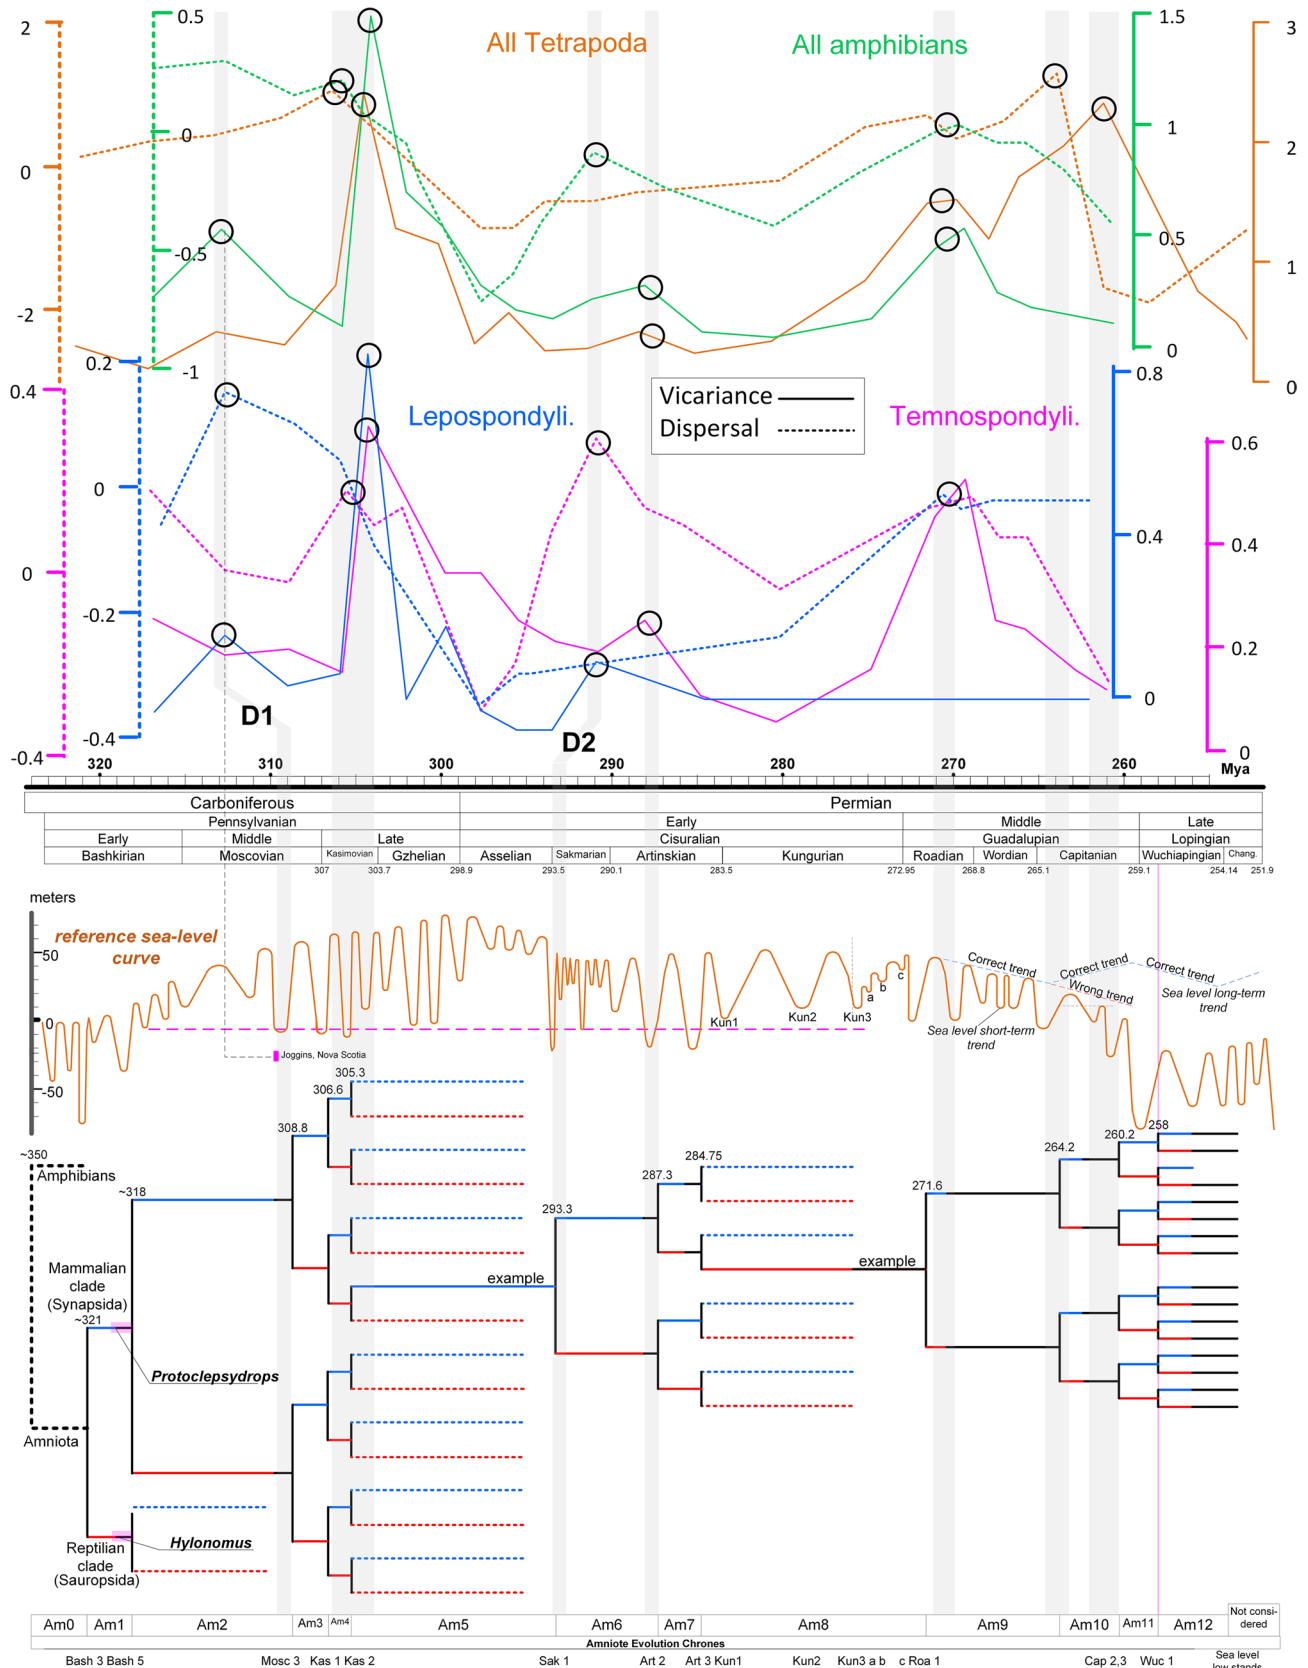 2
0.5
All Tetrapoda
All amphibians
1.5
3
0
0
1
2
-0.5
0.5
1
-2
-1
0
0
0.2
0.4
Lepospondyli.
Vicariance
Dispersal
Temnospondyli.
0.8
0.6
0
0.4
0.4
0
-0.2
0.2
0
-0.4
-0.4
0
D1
D2
320
310
300
290
280
270
260
Mya
Carboniferous
Permian
Pennsylvanian
Early
Middle
Late
Early
Middle
Late
Cisuralian
Guadalupian
Lopingian
Bashkirian
Moscovian
Kasimovian
Gzhelian
Asselian
Sakmarian
Artinskian
Kungurian
Roadian
Wordian
Capitanian
Wuchiapingian
Chang.
307
303.7
298.9
293.5
290.1
283.5
272.95
268.8
265.1
259.1
254.14
251.9
meters
reference sea-level
curve
50
0
-50
Correct trend
Correct trend
Correct trend
Wrong trend
Sea level long-term
trend
Sea level short-term
trend
Kun1
Kun2
Kun3
a
b
c
Joggins, Nova Scotia
305.3
306.6
308.8
~350
Amphibians
~318
Mammalian
clade
(Synapsida)
~321
Protoclepsydrops
Amniota
Hylonomus
Reptilian
clade
(Sauropsida)
example
293.3
287.3
284.75
example
271.6
264.2
260.2
258
Am0
Am1
Am2
Am3
Am4
Am5
Am6
Am7
Am8
Am9
Am10
Am11
Am12
Not consi-
dered
Amniote Evolution Chrones
Bash 3 Bash 5
Mosc 3
Kas 1 Kas 2
Sak 1
Art 2
Art 3 Kun1
Kun2
Kun3 a b
c Roa 1
Cap 2,3
Wuc 1
Sea level
low stands